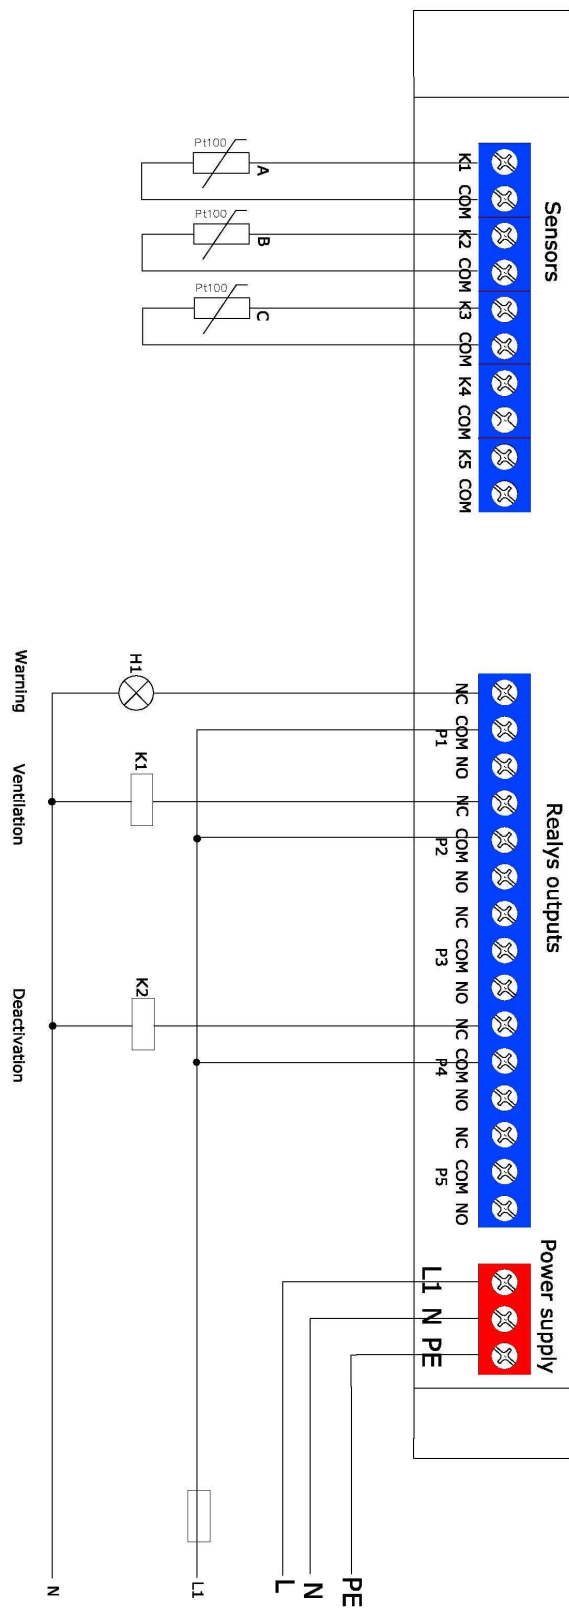 Sensors
K1 COM K2 COM K3 COM K4 COM K5 COM
A
Pt100
B
Pt100
C
Pt100
Realys outputs
NC COM NO NC COM NO NC COM NO NC COM NO NC COM NO
P1 P2 P3 P4 P5
H1
K1
K2
Warning
Ventilation
Deactivation
Power supply
L1 N PE
PE
N
L
L1
N